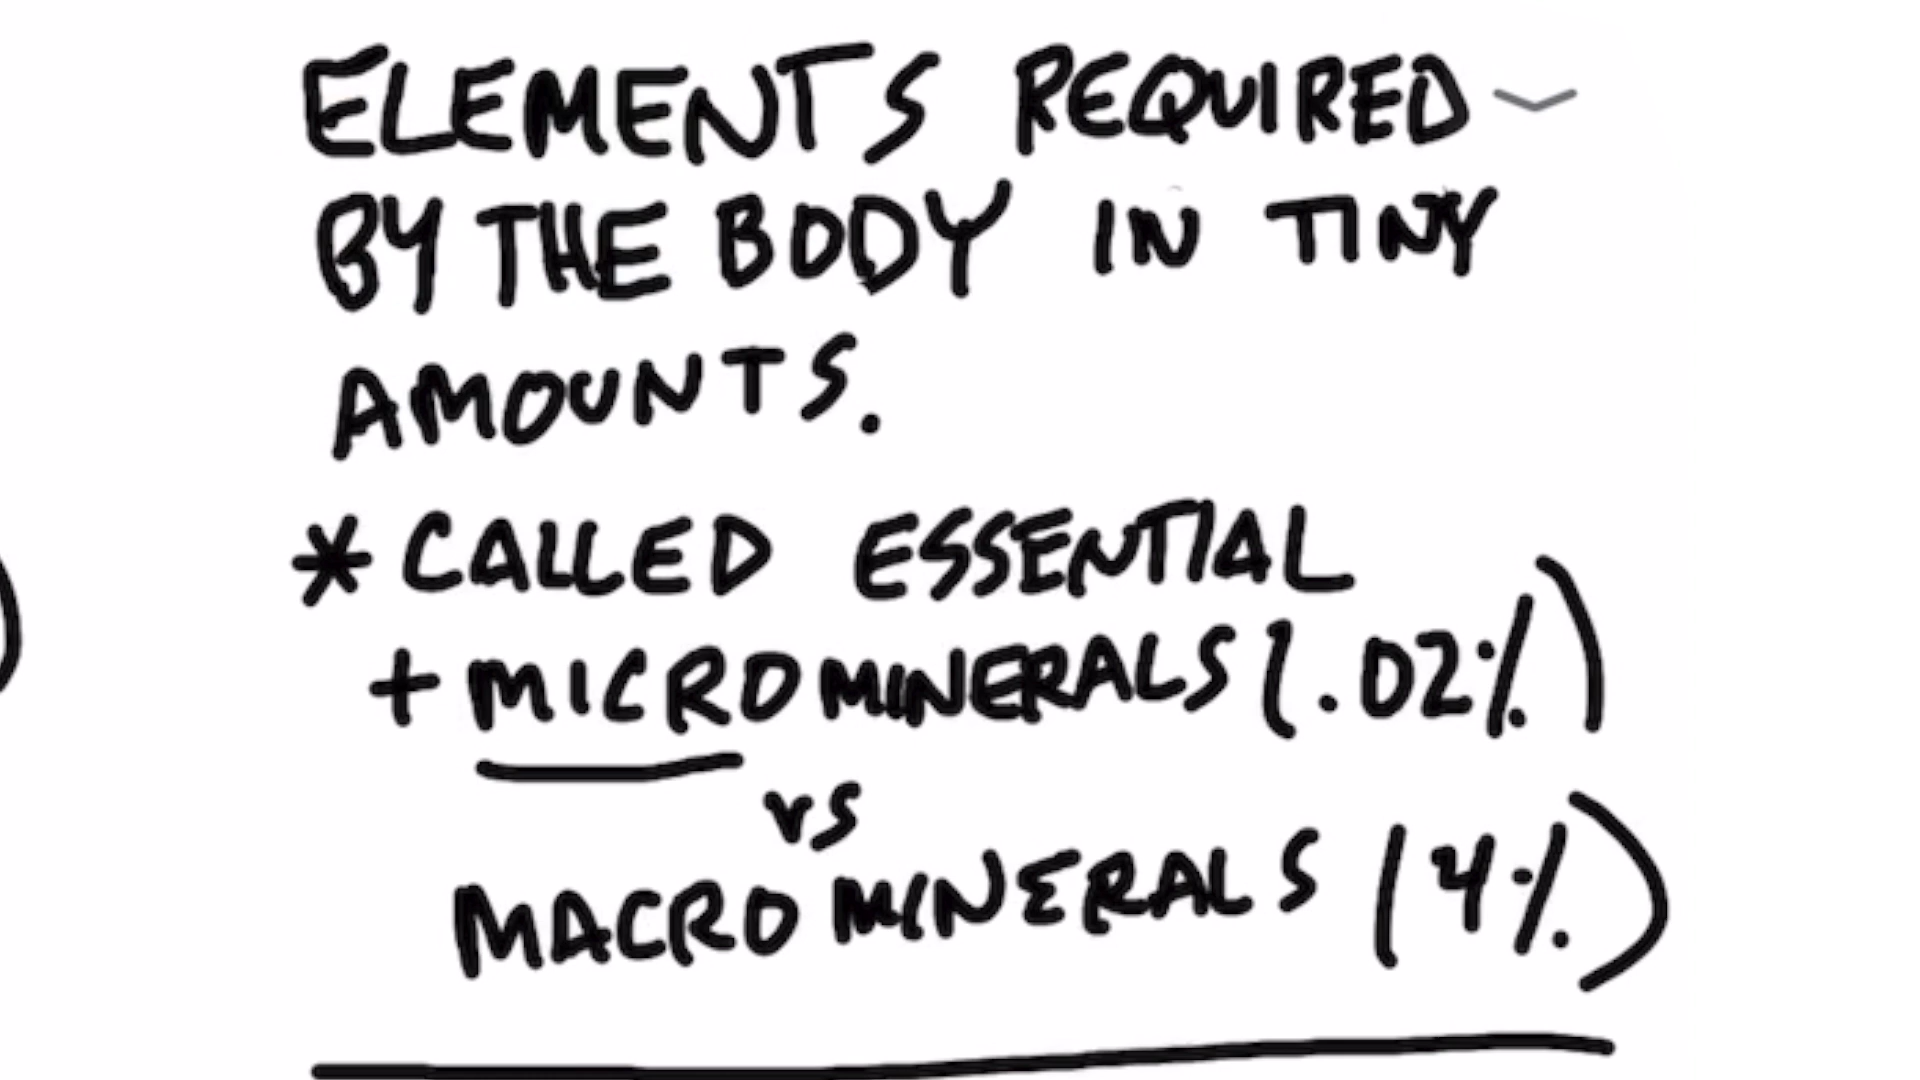 ELEMENTS REQUIRED
BY THE BODY IN TINY
AMOUNTS.
* CALLED ESSENTIAL
+ MICROMINERALS (.02%)
vs
MACROMINERALS (4%)